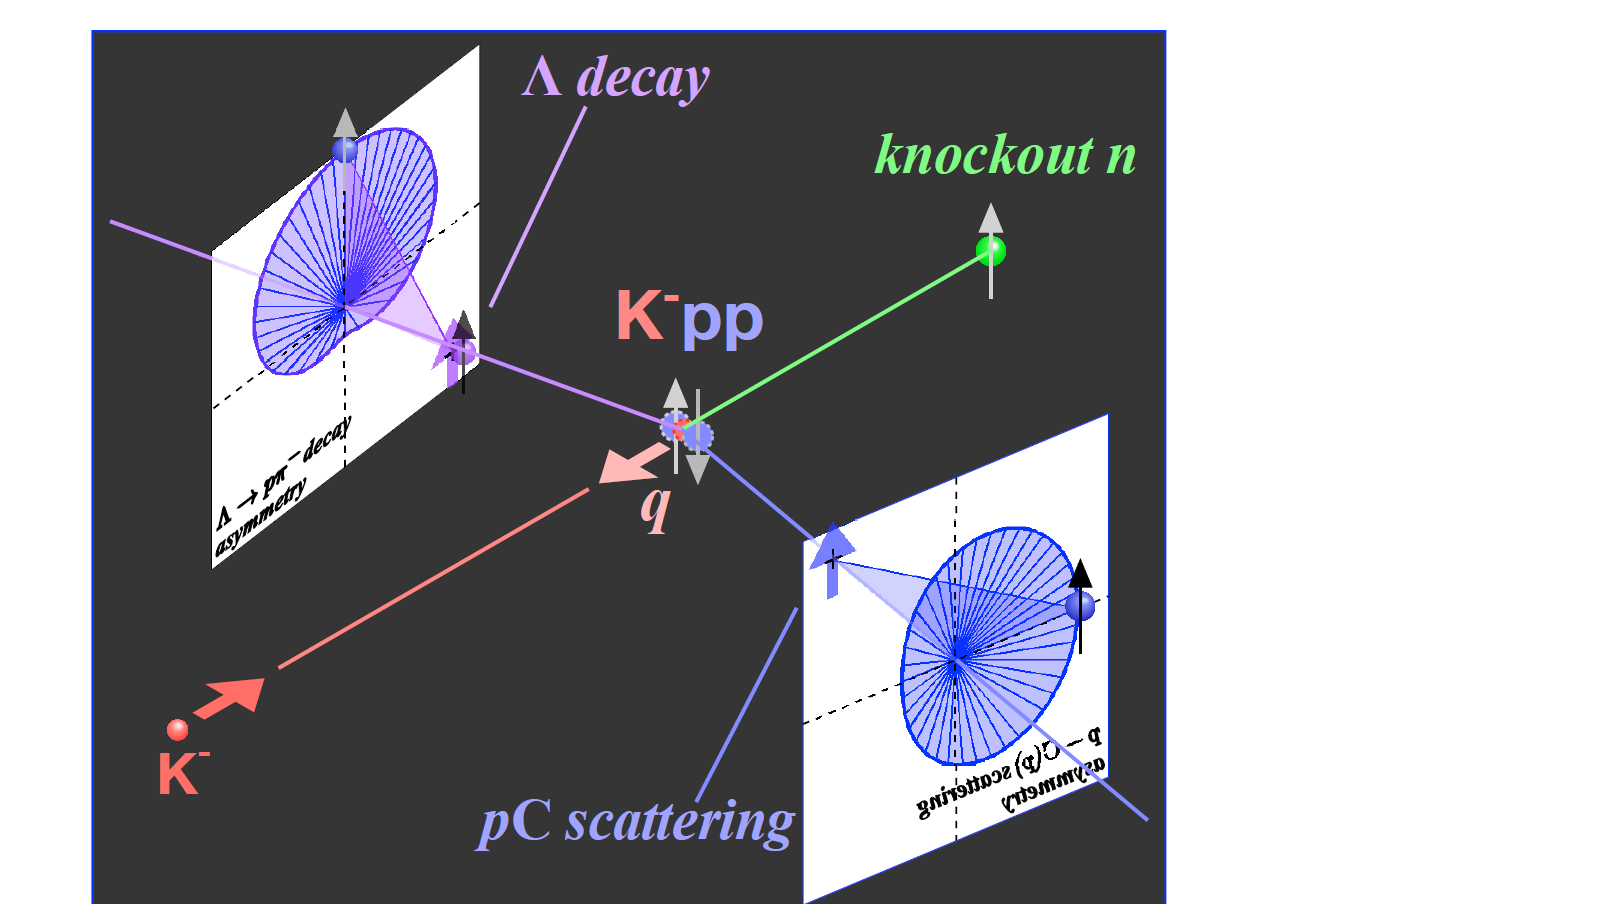 Λ decay
knockout n
K⁻pp
Λ → pπ⁻ decay
asymmetry
q
K⁻
p – C(p) scattering
asymmetry
pC scattering